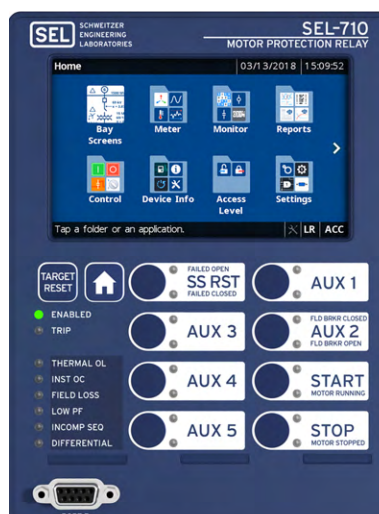 SEL SCHWEITZER
ENGINEERING
LABORATORIES
SEL-710
MOTOR PROTECTION RELAY
Home 03/13/2018 15:09:52
Bay
Screens
Meter
Monitor
Reports
Control
Device Info
Access
Level
Settings
Tap a folder or an application.
LR ACC
TARGET
RESET
FAILED OPEN
SS RST
FAILED CLOSED
AUX 1
ENABLED
TRIP
AUX 3
FLD BRKR CLOSED
AUX 2
FLD BRKR OPEN
THERMAL OL
INST OC
FIELD LOSS
LOW PF
INCOMP SEQ
DIFFERENTIAL
AUX 4
START
MOTOR RUNNING
AUX 5
STOP
MOTOR STOPPED